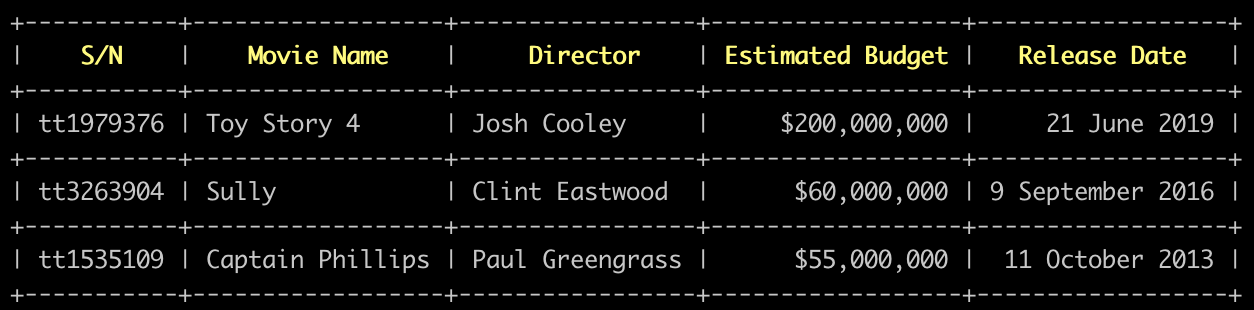 +-----------+------------------+-----------------+------------------+------------------+
|    S/N    |    Movie Name    |     Director    | Estimated Budget |   Release Date   |
+-----------+------------------+-----------------+------------------+------------------+
| tt1979376 | Toy Story 4      | Josh Cooley     |     $200,000,000 |     21 June 2019 |
+-----------+------------------+-----------------+------------------+------------------+
| tt3263904 | Sully            | Clint Eastwood  |      $60,000,000 | 9 September 2016 |
+-----------+------------------+-----------------+------------------+------------------+
| tt1535109 | Captain Phillips | Paul Greengrass |      $55,000,000 |  11 October 2013 |
+-----------+------------------+-----------------+------------------+------------------+